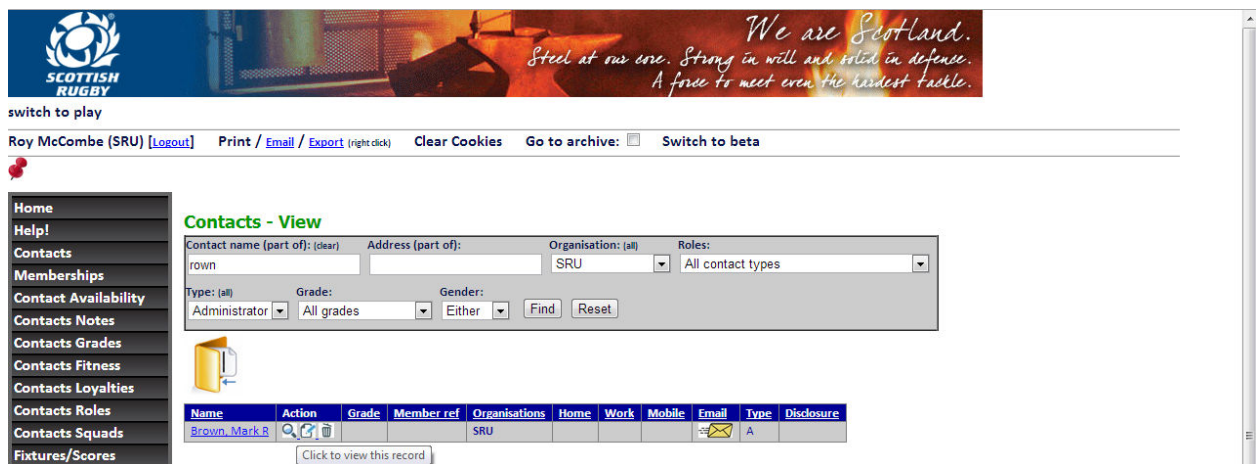 We are Scotland.
Steel at our core. Strong in will and solid in defence.
A force to meet even the hardest tackle.
SCOTTISH
RUGBY
switch to play
Roy McCombe (SRU) [Logout] Print / Email / Export (right click) Clear Cookies Go to archive: Switch to beta
Home
Help!
Contacts
Memberships
Contact Availability
Contacts Notes
Contacts Grades
Contacts Fitness
Contacts Loyalties
Contacts Roles
Contacts Squads
Fixtures/Scores
Contacts - View
Contact name (part of): (clear) Address (part of): Organisation: (all) Roles:
rown SRU All contact types
Type: (all) Grade: Gender:
Administrator All grades Either Find Reset
Name Action Grade Member ref Organisations Home Work Mobile Email Type Disclosure
Brown, Mark R SRU A
Click to view this record